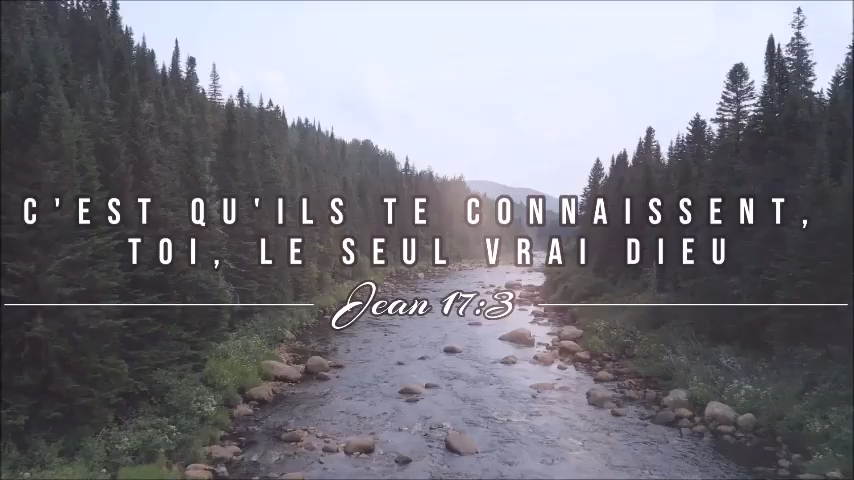 C'EST QU'ILS TE CONNAISSENT,
TOI, LE SEUL VRAI DIEU
Jean 17:3